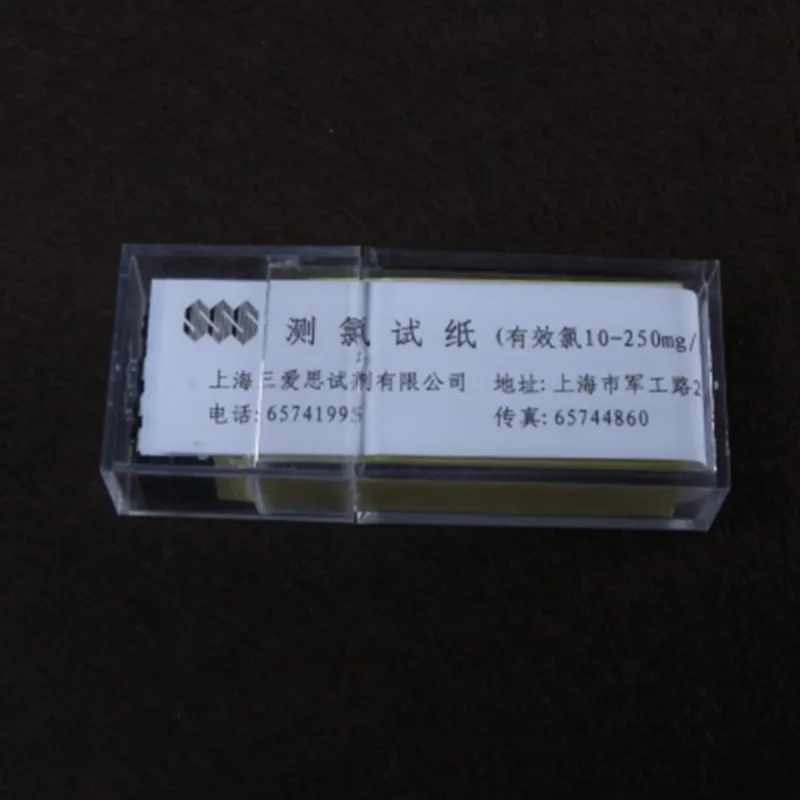 SSS 测氯试纸 (有效氯10-250mg/
上海三爱思试剂有限公司 地址: 上海市军工路2
电话: 65741995 传真: 65744860